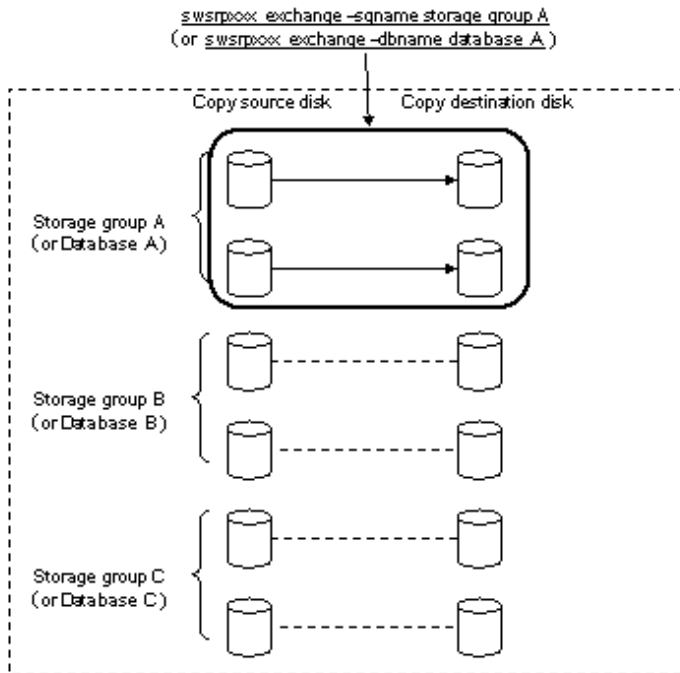 swsrpxxx exchange -sgname storage group A
(or swsrpxxx exchange -dbname database A)
Copy source disk Copy destination disk
Storage group A
(or Database A)
Storage group B
(or Database B)
Storage group C
(or Database C)